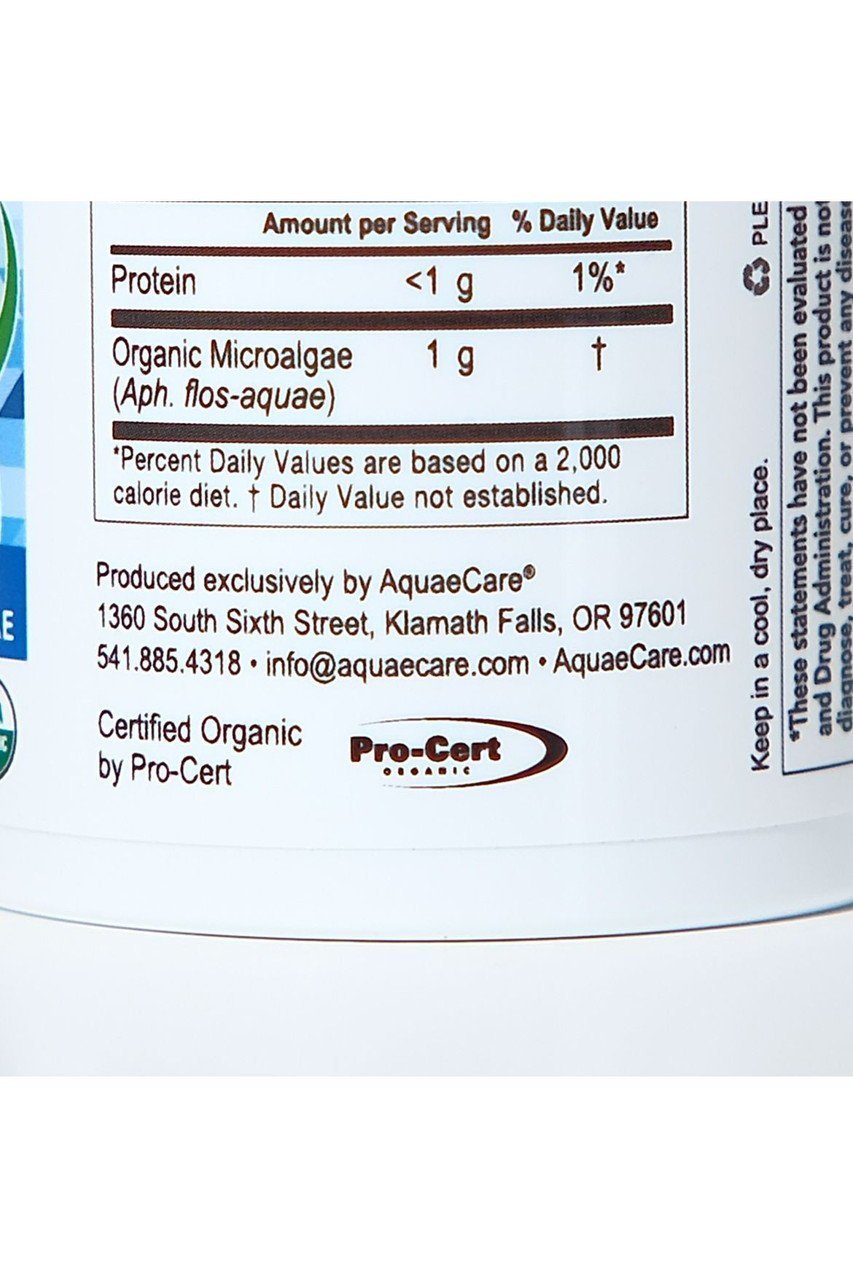 Amount per Serving % Daily Value
Protein <1 g 1%*
Organic Microalgae 1 g †
(Aph. flos-aquae)
*Percent Daily Values are based on a 2,000
calorie diet. † Daily Value not established.
Produced exclusively by AquaeCare®
1360 South Sixth Street, Klamath Falls, OR 97601
541.885.4318 • info@aquaecare.com • AquaeCare.com
Certified Organic
by Pro-Cert
Pro-Cert
ORGANIC
Keep in a cool, dry place.
*These statements have not been evaluated
and Drug Administration. This product is
diagnose, treat, cure, or prevent any